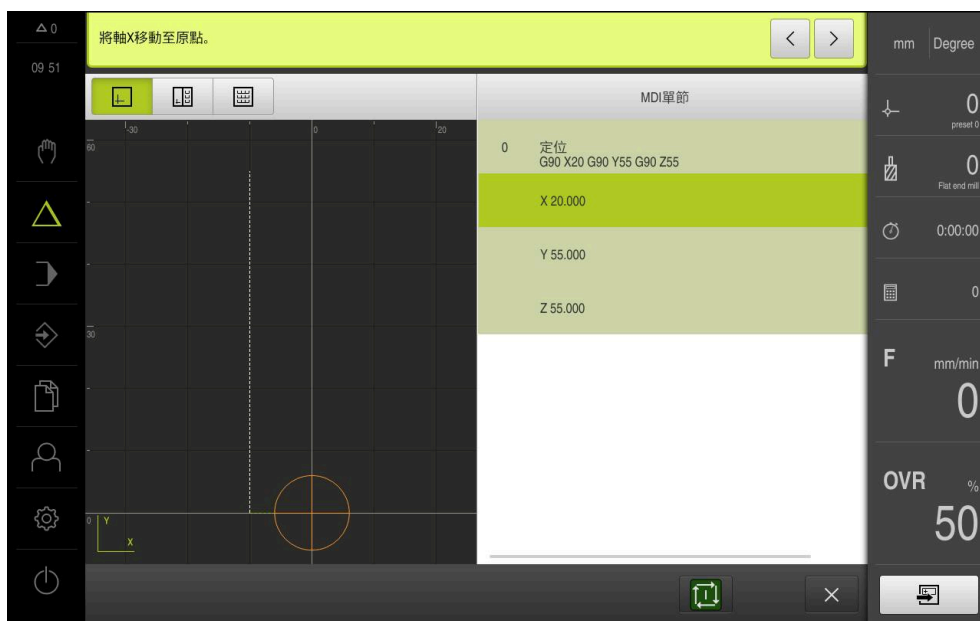 0
09 51
將軸X移動至原點。
mm
Degree
MDI單節
-30
0
20
60
30
0
Y
X
0 定位
G90 X20 G90 Y55 G90 Z55
X 20.000
Y 55.000
Z 55.000
0
preset 0
0
Flat end mill
0:00:00
0
F mm/min
0
OVR %
50